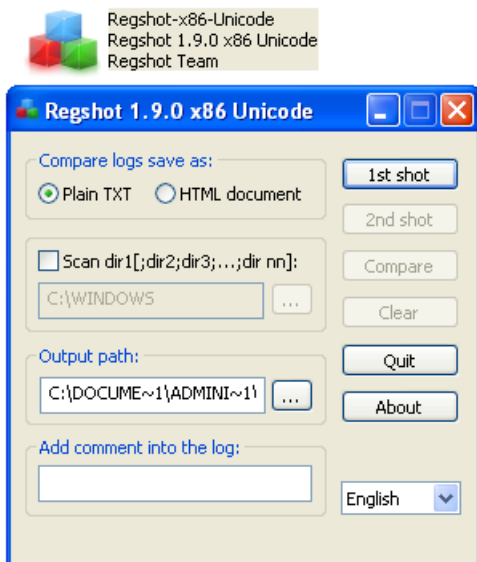 Regshot-x86-Unicode
Regshot 1.9.0 x86 Unicode
Regshot Team
Regshot 1.9.0 x86 Unicode
Compare logs save as:
Plain TXT HTML document
1st shot
2nd shot
Scan dir1[;dir2;dir3;...;dir nn]:
C:\WINDOWS ...
Compare
Clear
Output path:
C:\DOCUME~1\ADMINI~1\ ...
Quit
About
Add comment into the log:
English